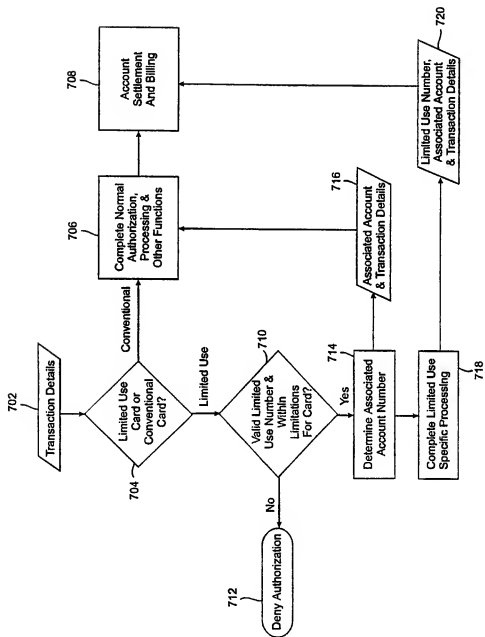 702
Transaction Details
Limited Use
Card or
Conventional
Card?
704
Conventional
706
Complete Normal
Authorization,
Processing &
Other Functions
708
Account
Settlement
And Billing
Limited Use
710
Valid Limited
Use Number &
Within
Limitations
For Card?
No
712
Deny Authorization
Yes
714
Determine Associated
Account Number
716
Associated Account
& Transaction Details
Complete Limited Use
Specific Processing
718
720
Limited Use Number,
Associated Account
& Transaction Details